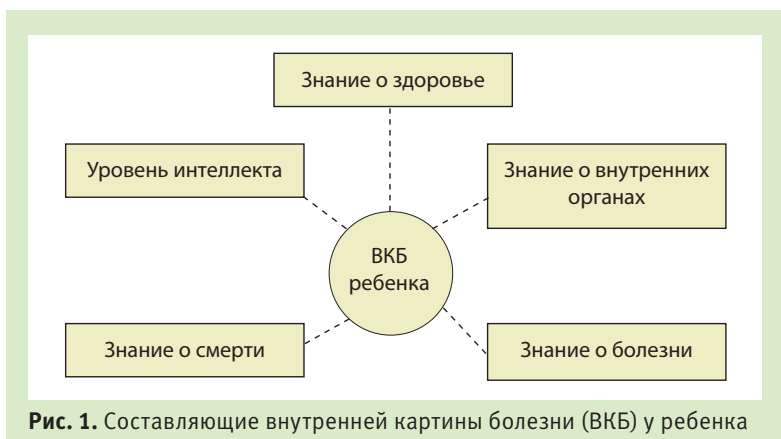 Знание о здоровье
Уровень интеллекта
Знание о внутренних
органах
ВКБ
ребенка
Знание о смерти
Знание о болезни
Рис. 1. Составляющие внутренней картины болезни (ВКБ) у ребенка